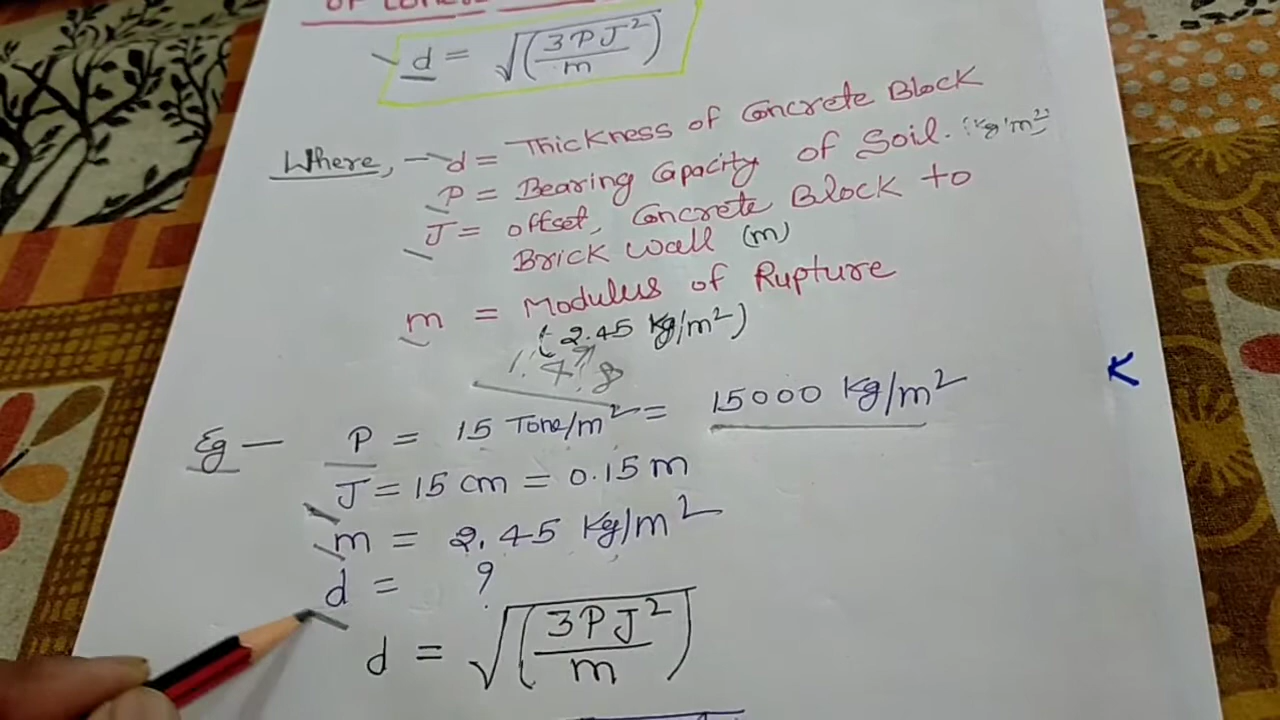 of
d = √(3PJ²/m)
Where, — d = Thickness of Concrete Block
P = Bearing Capacity of Soil. (Kg/m²)
J = offset, Concrete Block to
Brick Wall (m)
m = Modulus of Rupture
(2.45 Kg/m²)
Eg — P = 15 Tone/m² = 15000 Kg/m²
J = 15 cm = 0.15 m
m = 2.45 Kg/m²
d = ?
d = √(3PJ²/m)